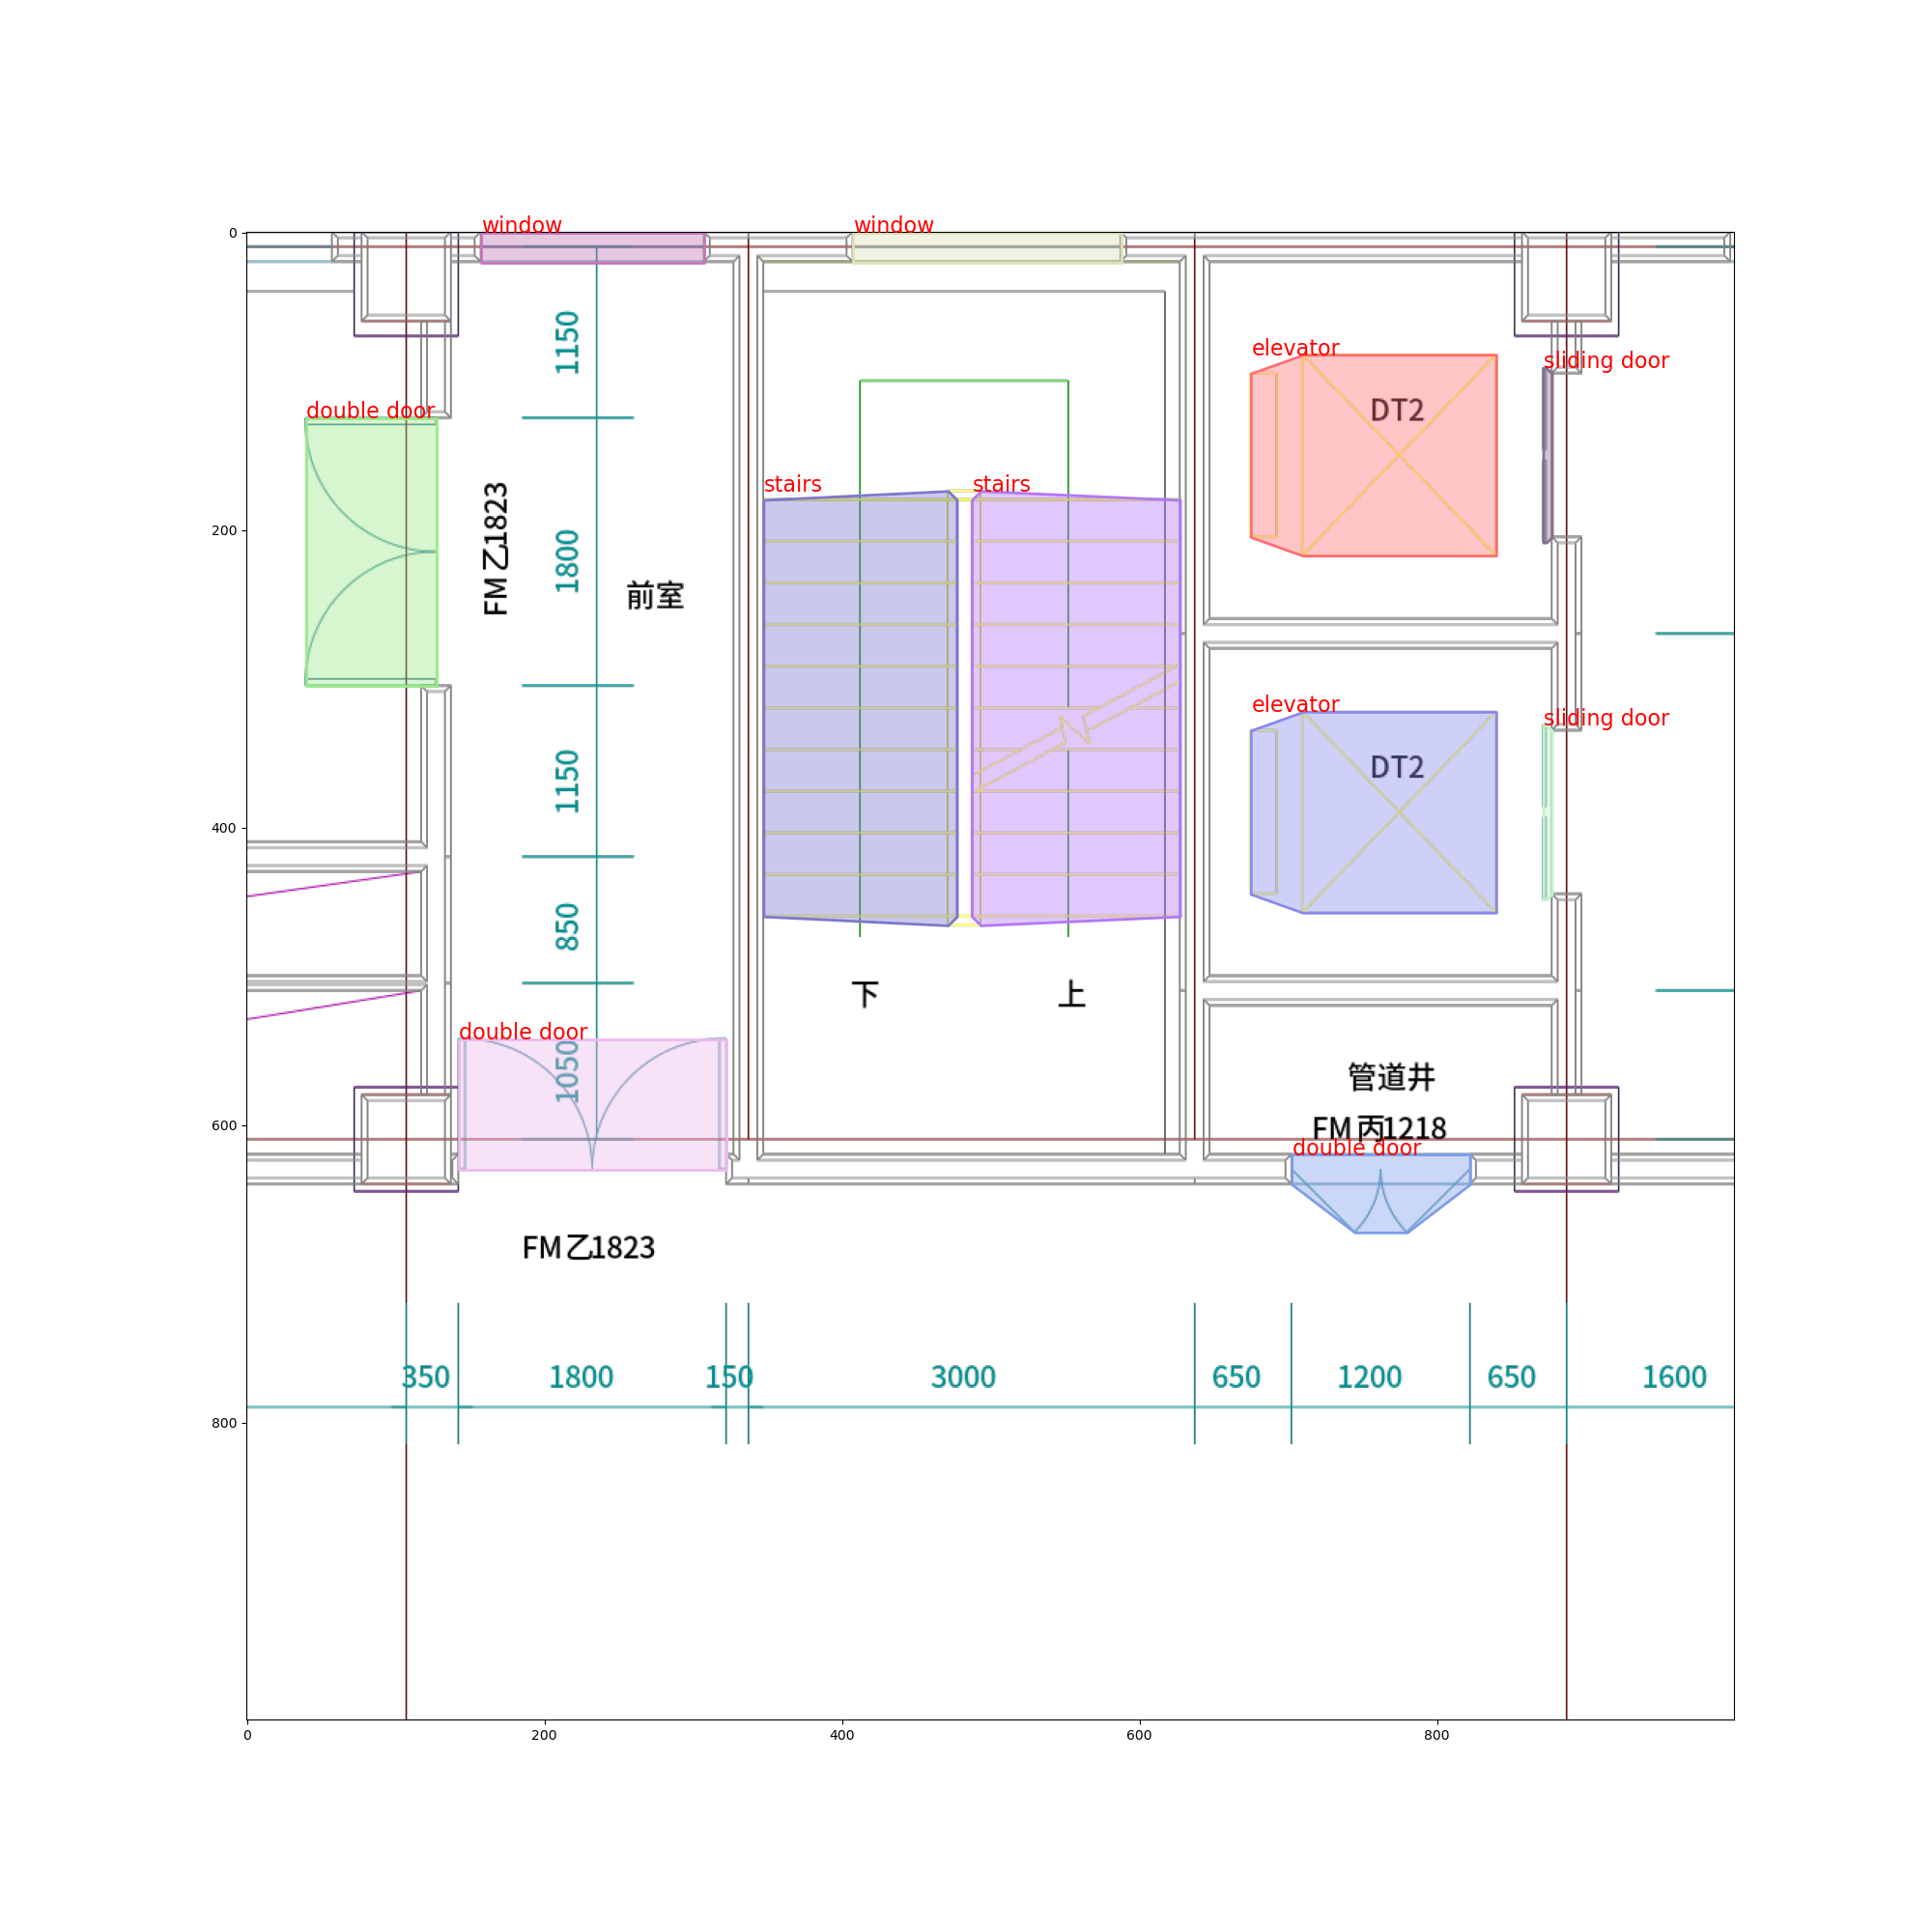 window
window
0
elevator
sliding door
1150
DT2
double door
stairs
stairs
FM乙1823
200
1800
前室
elevator
sliding door
1150
DT2
400
850
下
上
double door
1050
管道井
600
FM丙1218
double door
FM乙1823
350
1800
150
3000
650
1200
650
1600
800
0
200
400
600
800